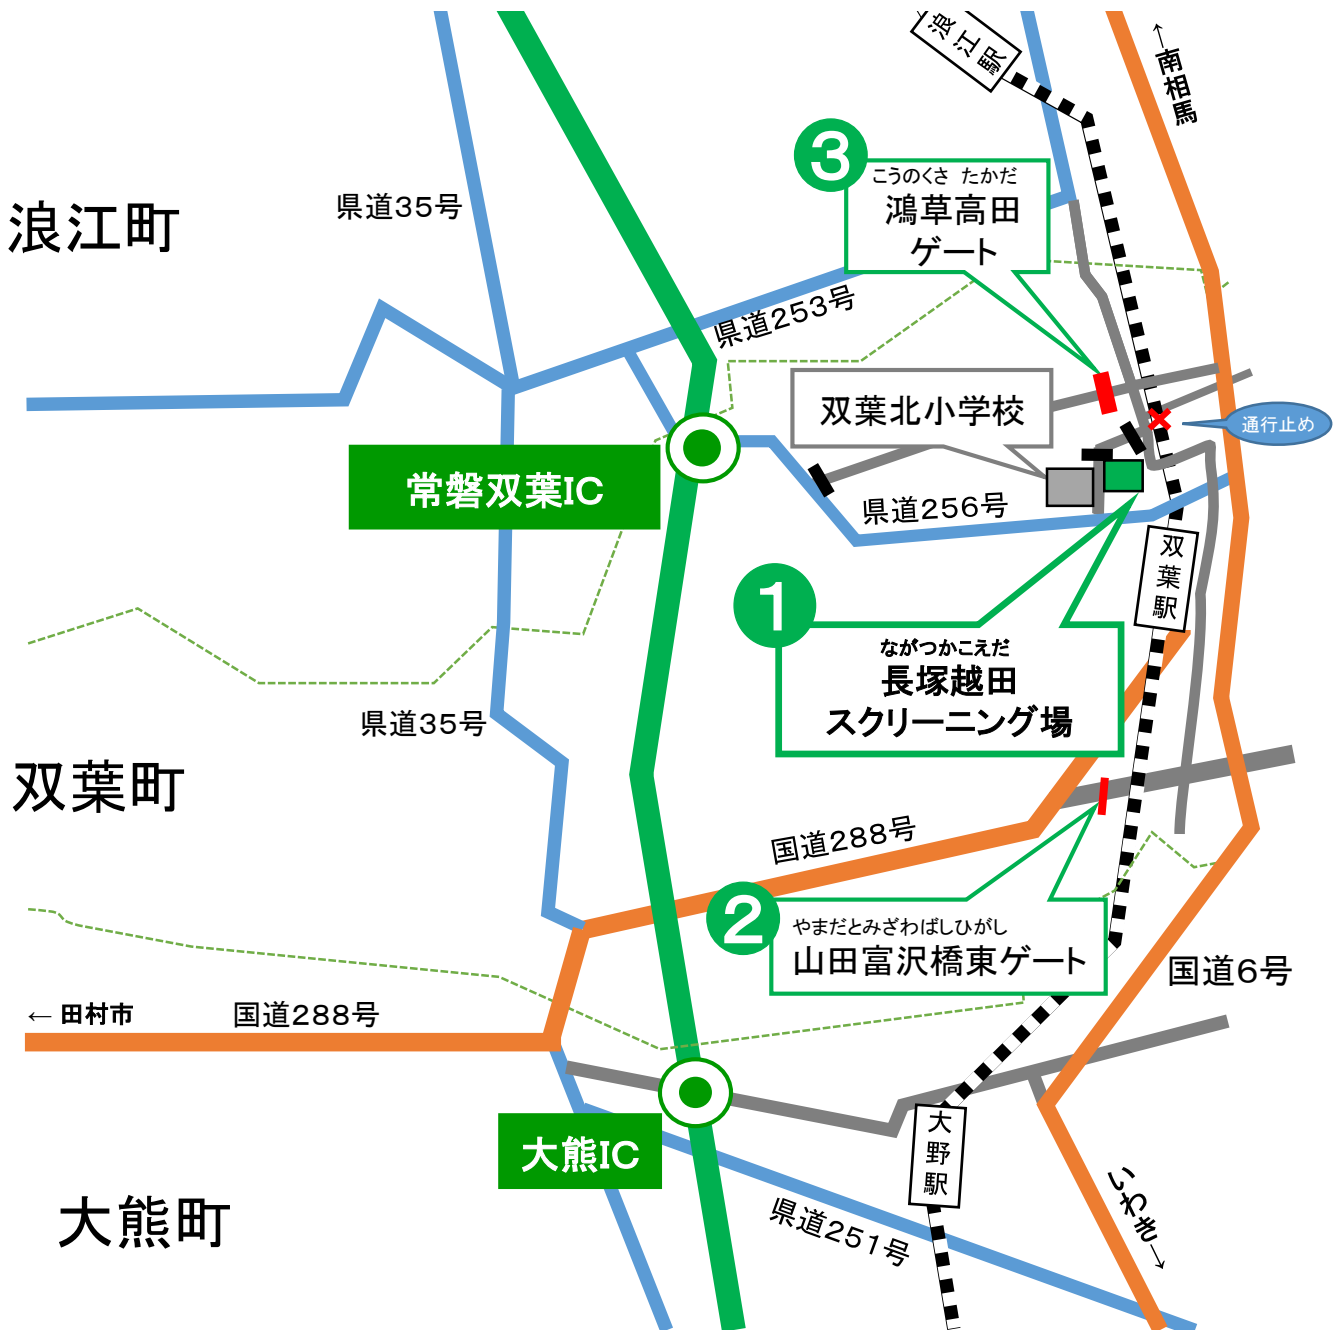 浪江駅
←南相馬
3
こうのくさ たかだ
鴻草高田
ゲート
県道35号
浪江町
県道253号
双葉北小学校
通行止め
常磐双葉IC
県道256号
双葉駅
1
ながつかこえだ
長塚越田
スクリーニング場
県道35号
双葉町
国道288号
2
やまだとみざわばしひがし
山田富沢橋東ゲート
国道6号
← 田村市
国道288号
大熊IC
大野駅
大熊町
県道251号
いわき→